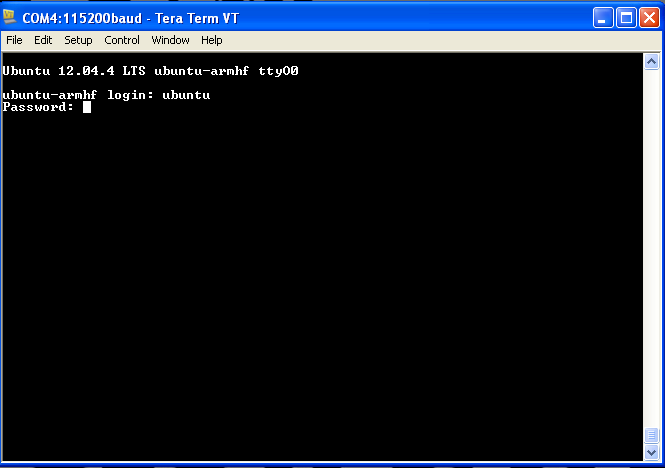 COM4:115200baud - Tera Term VT
File Edit Setup Control Window Help
Ubuntu 12.04.4 LTS ubuntu-armhf ttyO0
ubuntu-armhf login: ubuntu
Password: